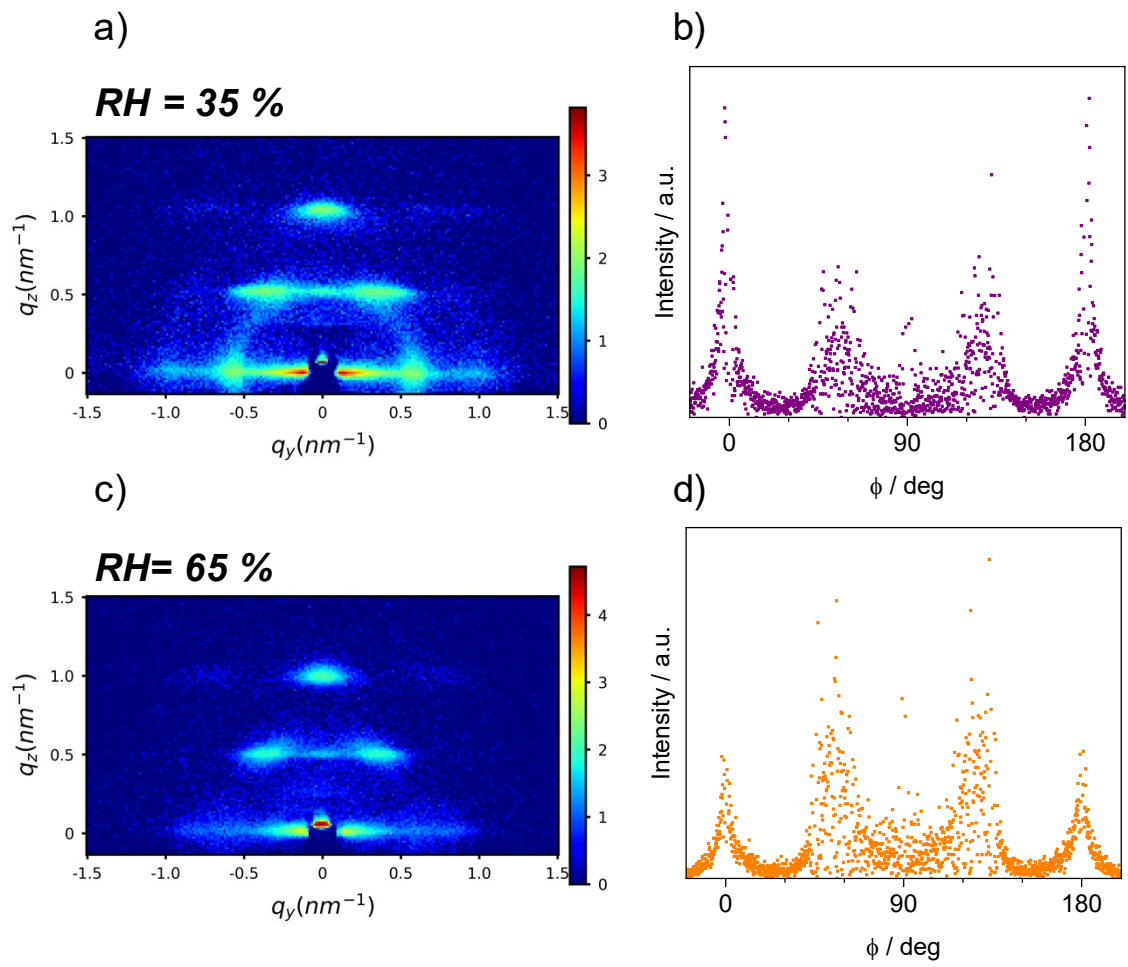 a)
RH = 35 %
1.5
1.0
0.5
0
q_z(nm⁻¹)
-1.5 -1.0 -0.5 0 0.5 1.0 1.5
q_y(nm⁻¹)
3
2
1
0
b)
Intensity / a.u.
0 90 180
ϕ / deg
c)
RH= 65 %
1.5
1.0
0.5
0
q_z(nm⁻¹)
-1.5 -1.0 -0.5 0 0.5 1.0 1.5
q_y(nm⁻¹)
4
3
2
1
0
d)
Intensity / a.u.
0 90 180
ϕ / deg